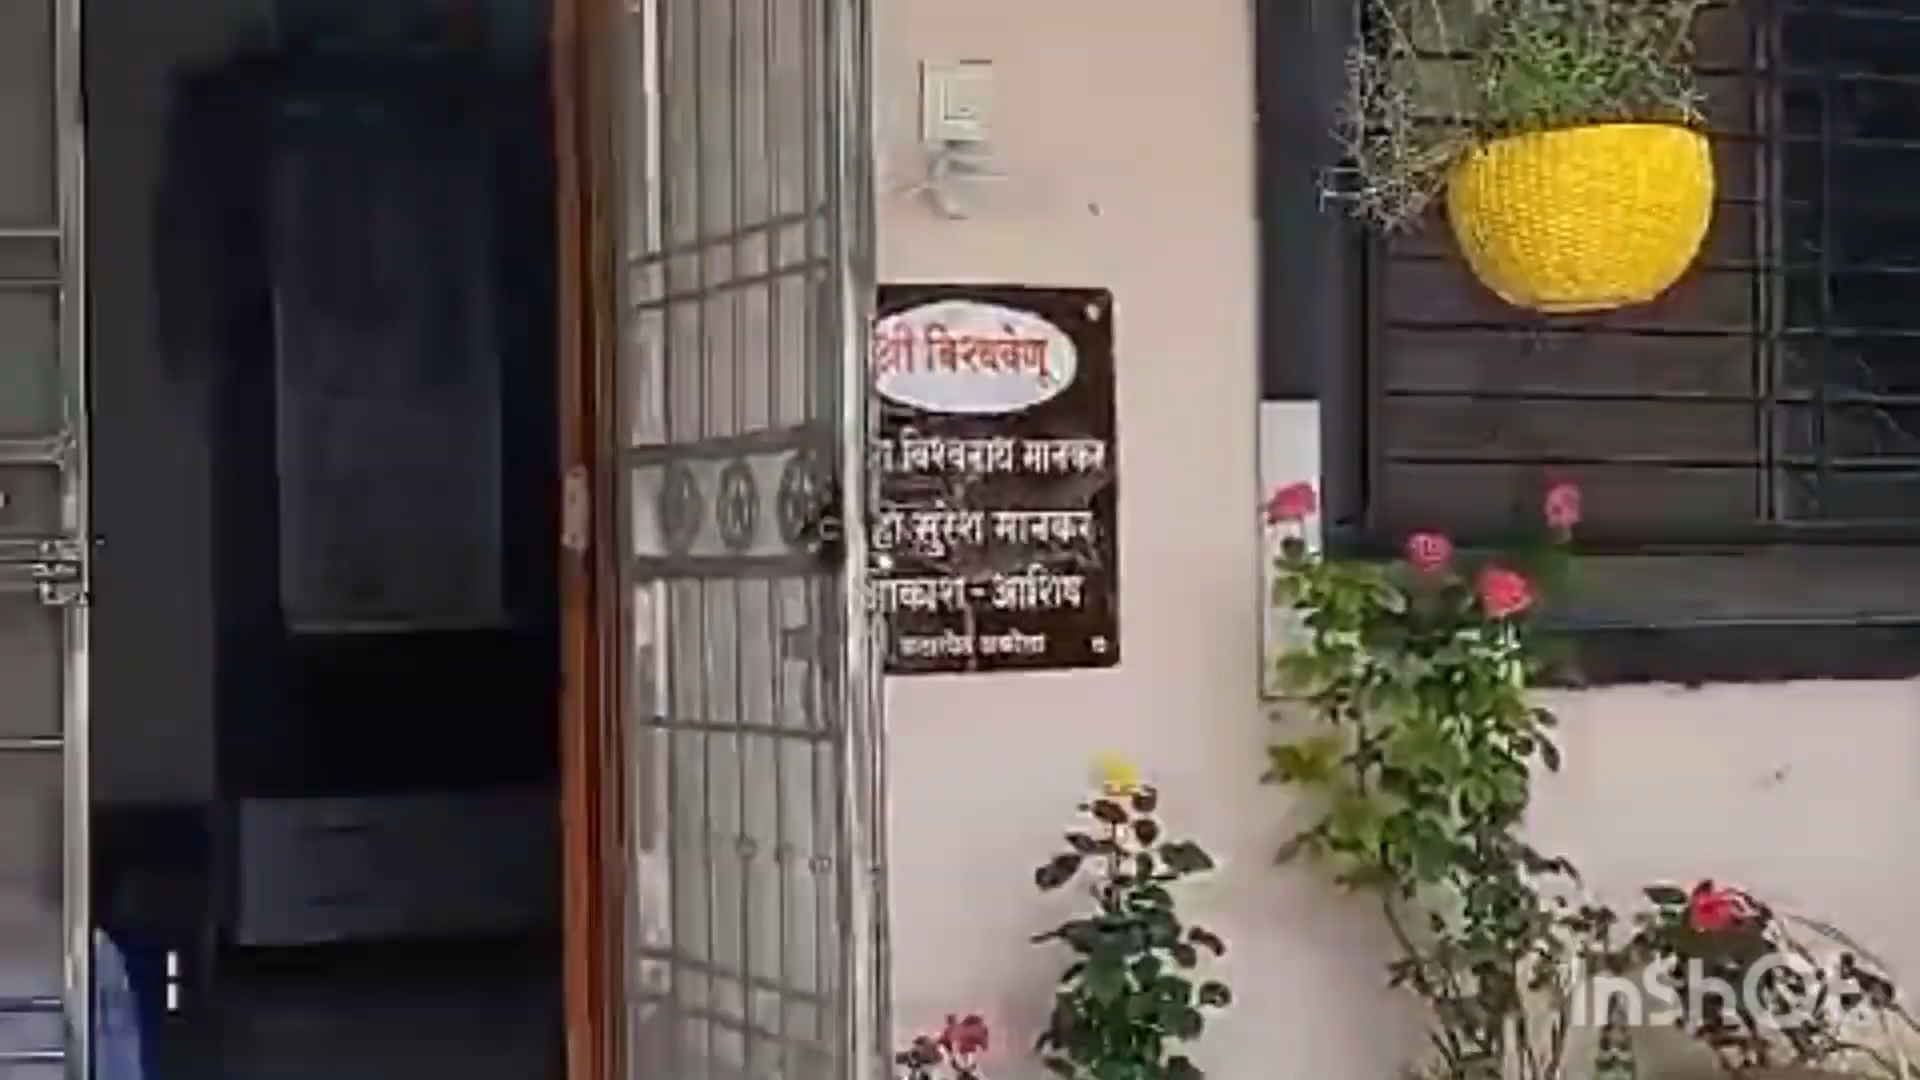 श्री विश्ववेणू
विश्वनाथ मानकर
सुरेश मानकर
आकाश - आशिष
InShOt